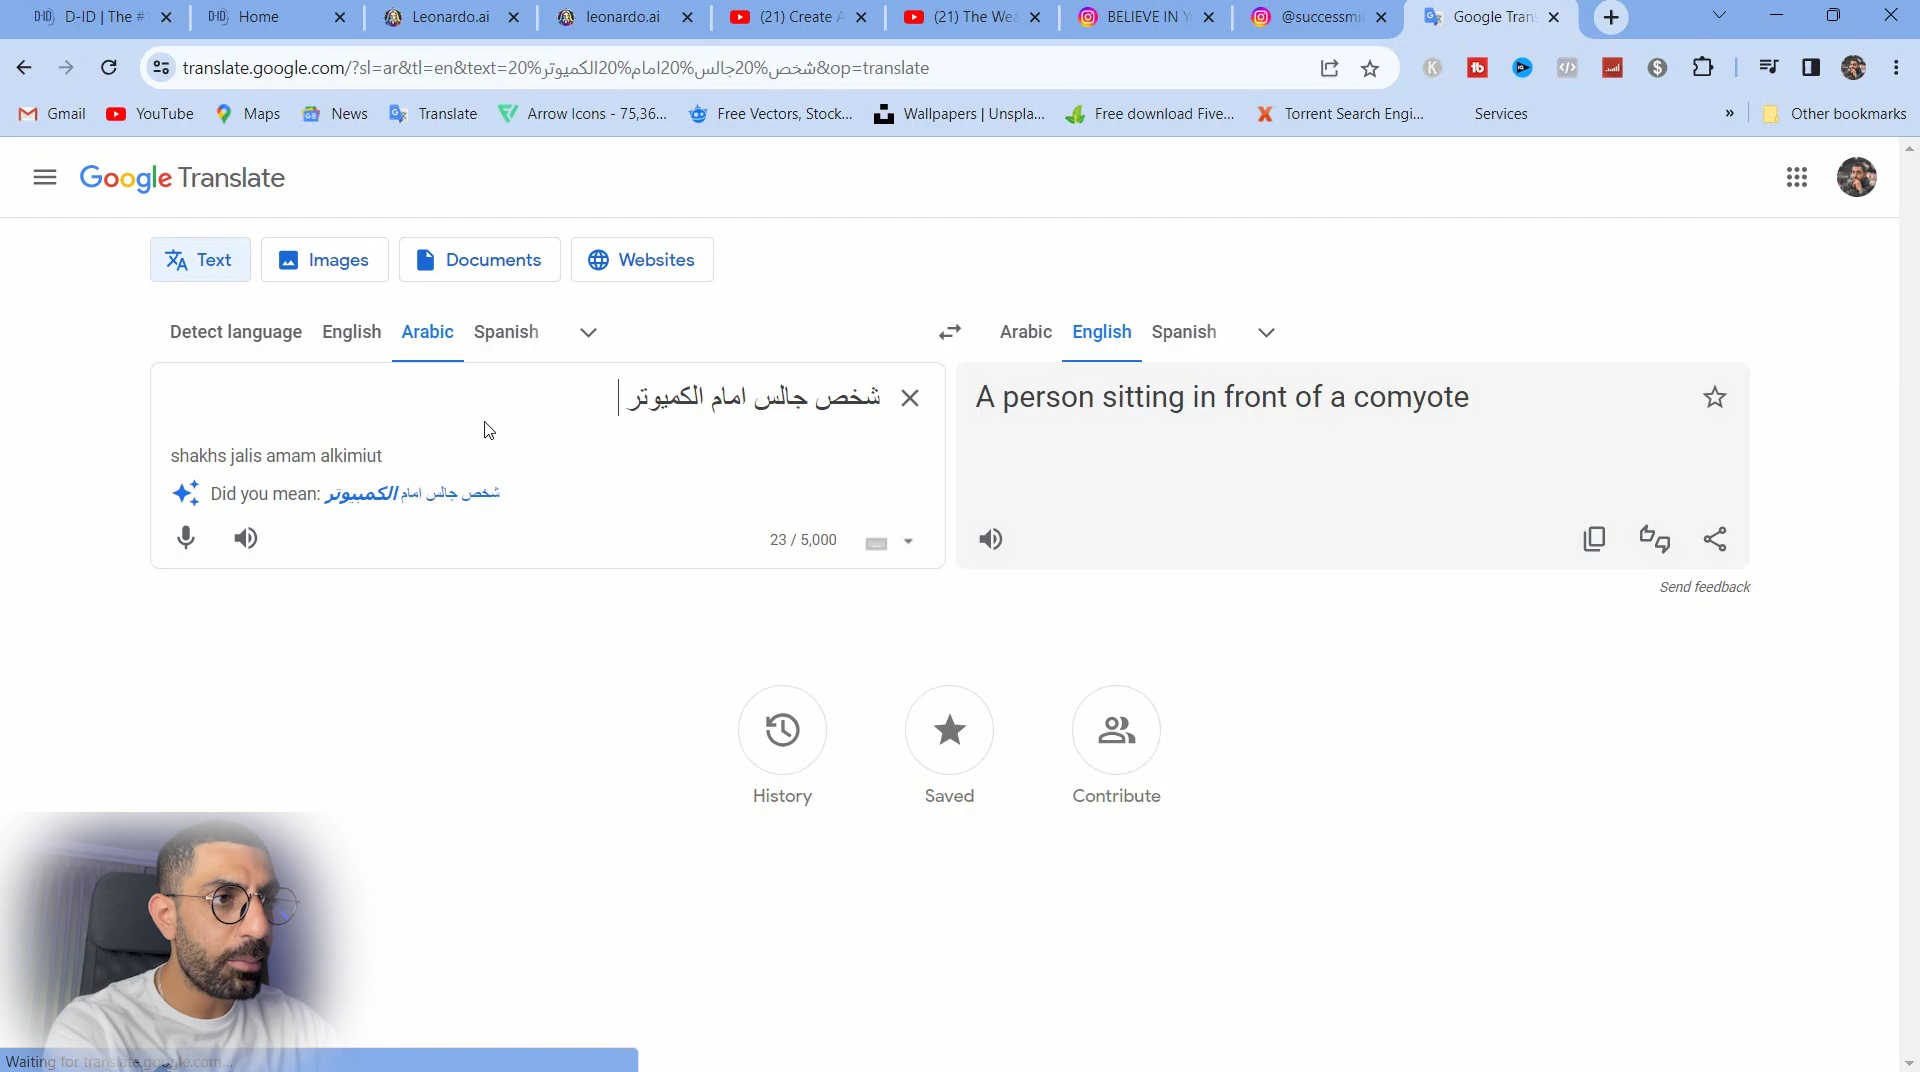 D-ID | The #
Home
Leonardo.ai
leonardo.ai
(21) Create A
(21) The Wea
BELIEVE IN Y
@successmi
Google Tran
translate.google.com/?sl=ar&tl=en&text=شخص%20جالس%20امام%20الكميوتر%20&op=translate
Gmail
YouTube
Maps
News
Translate
Arrow Icons - 75,36...
Free Vectors, Stock...
Wallpapers | Unspla...
Free download Five...
Torrent Search Engi...
Services
»
Other bookmarks
Google Translate
Text
Images
Documents
Websites
Detect language
English
Arabic
Spanish
Arabic
English
Spanish
شخص جالس امام الكميوتر
A person sitting in front of a comyote
shakhs jalis amam alkimiut
Did you mean: شخص جالس امام الكمبيوتر
23 / 5,000
Send feedback
History
Saved
Contribute
Waiting for translate.google.com...